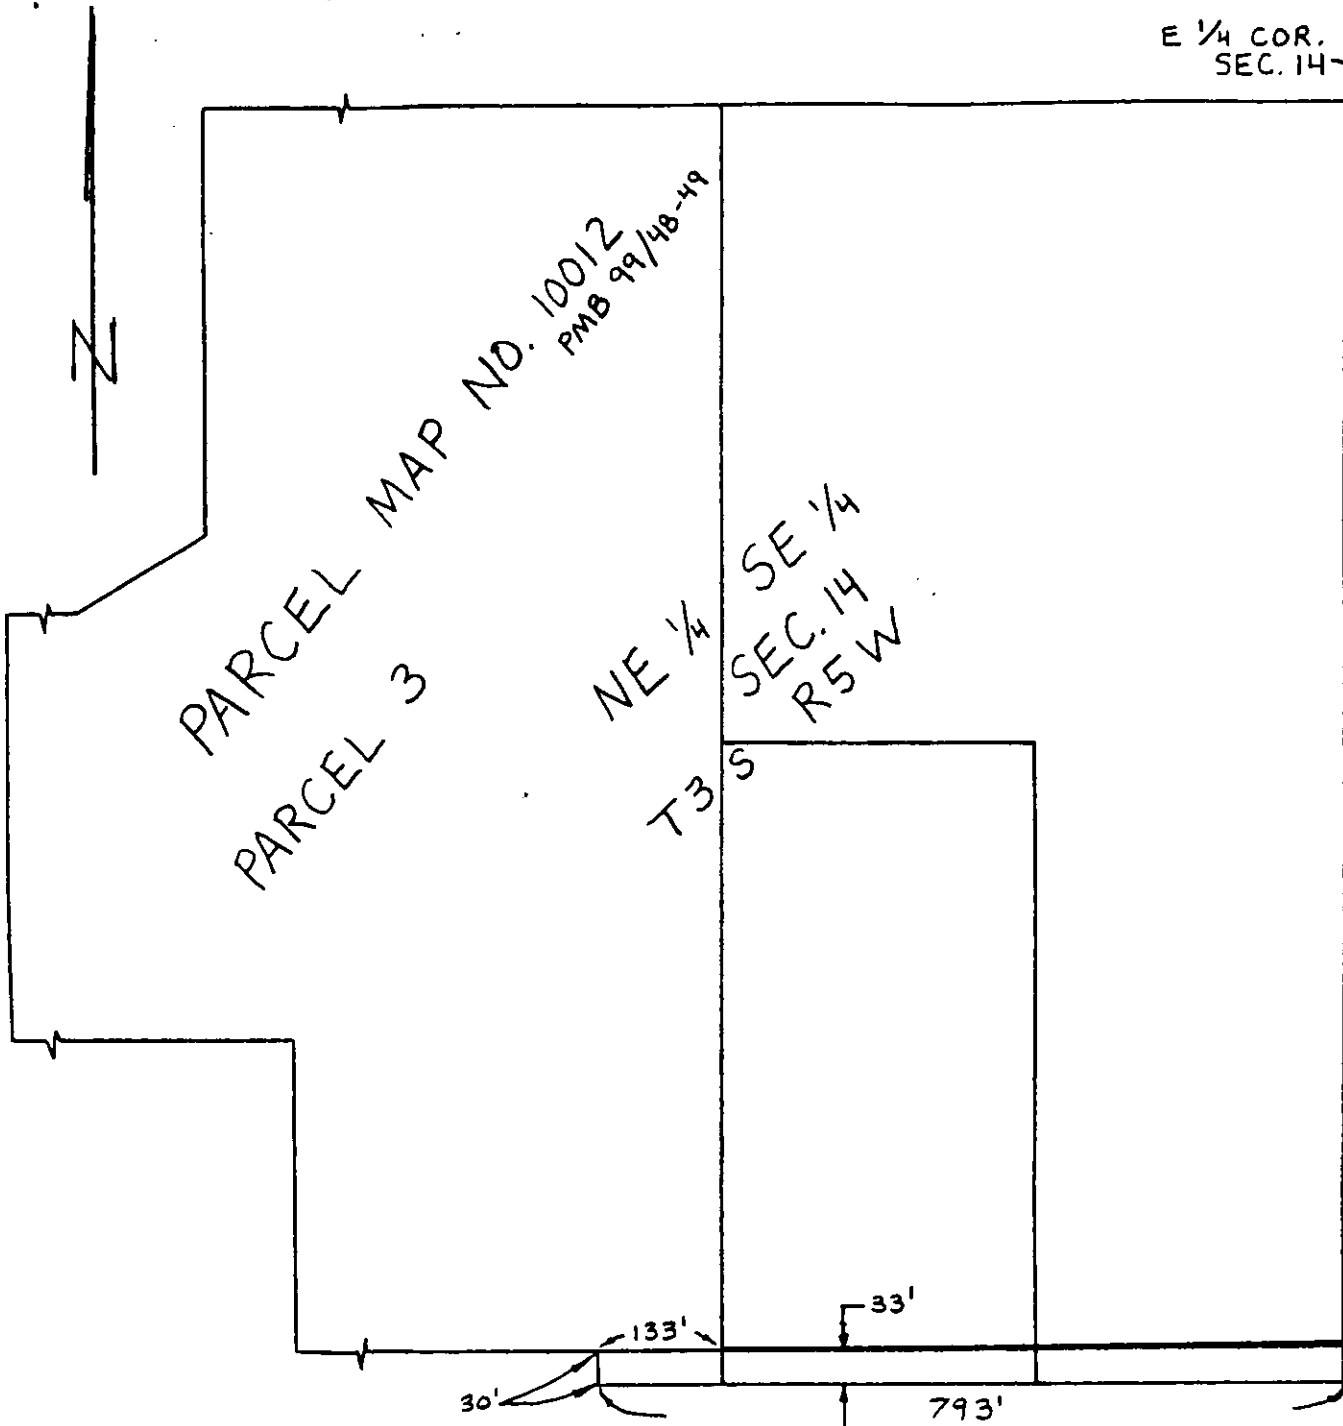 E 1/4 COR.
SEC. 14
N
PARCEL MAP NO. 10012
PMB 99/48-49
PARCEL 3
NE 1/4 SE 1/4
SEC. 14
T3S R5W
33'
133'
30'
793'